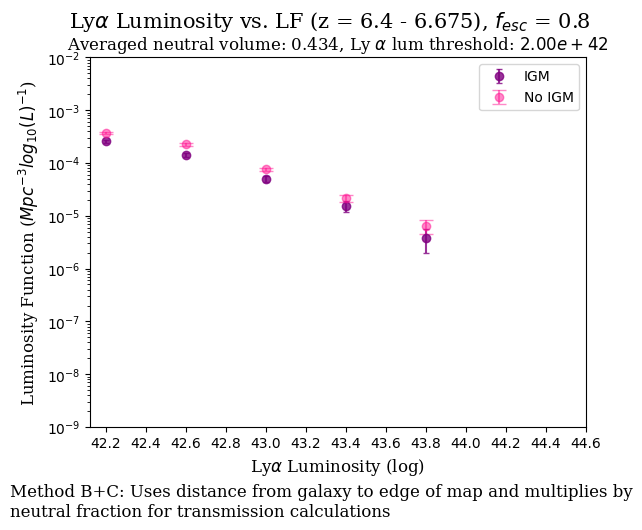 Lyα Luminosity vs. LF (z = 6.4 - 6.675), f_esc = 0.8
Averaged neutral volume: 0.434, Ly α lum threshold: 2.00e + 42
IGM
No IGM
Luminosity Function (Mpc⁻³log₁₀(L)⁻¹)
10⁻²
10⁻³
10⁻⁴
10⁻⁵
10⁻⁶
10⁻⁷
10⁻⁸
10⁻⁹
42.2 42.4 42.6 42.8 43.0 43.2 43.4 43.6 43.8 44.0 44.2 44.4 44.6
Lyα Luminosity (log)
Method B+C: Uses distance from galaxy to edge of map and multiplies by
neutral fraction for transmission calculations